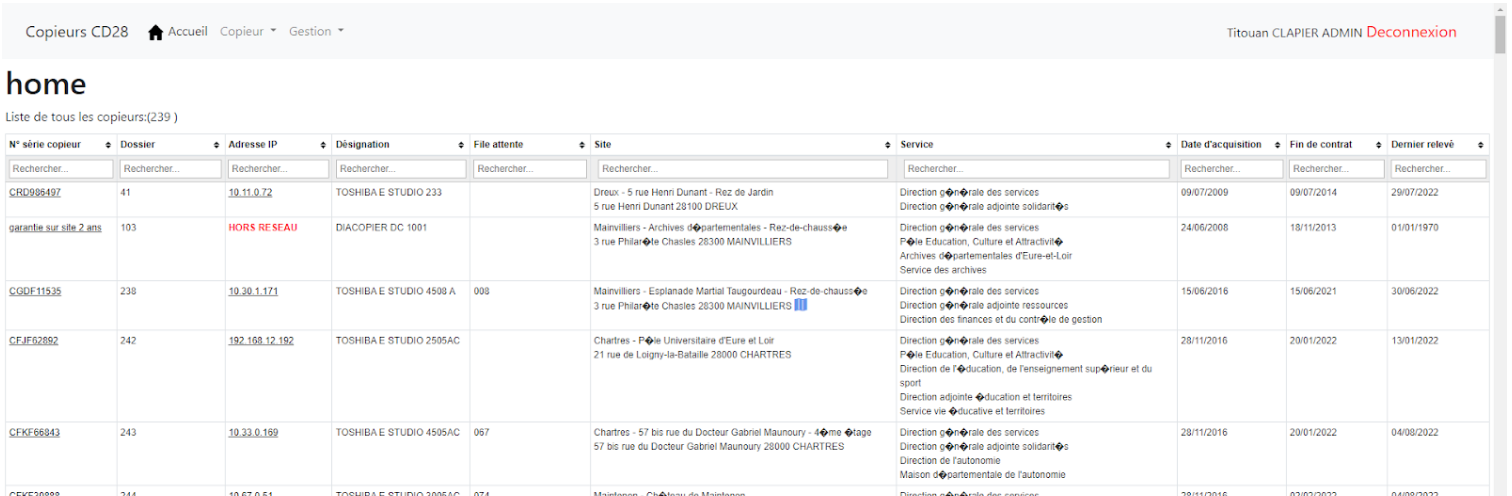 Copieurs CD28 Accueil Copieur Gestion Titouan CLAPIER ADMIN Deconnexion
home
Liste de tous les copieurs:(239 )
N° série copieur Dossier Adresse IP Désignation File attente Site Service Date d'acquisition Fin de contrat Dernier relevé
Rechercher... Rechercher... Rechercher... Rechercher... Rechercher... Rechercher... Rechercher... Rechercher... Rechercher... Rechercher...
CRD986497 41 10.11.0.72 TOSHIBA E STUDIO 233 Dreux - 5 rue Henri Dunant - Rez de Jardin Direction g�n�rale des services 09/07/2009 09/07/2014 29/07/2022
5 rue Henri Dunant 28100 DREUX Direction g�n�rale adjointe solidarit�s
garantie sur site 2 ans 103 HORS RESEAU DIACOPIER DC 1001 Mainvilliers - Archives d�partementales - Rez-de-chauss�e Direction g�n�rale des services 24/06/2008 18/11/2013 01/01/1970
3 rue Philar�te Chasles 28300 MAINVILLIERS P�le Education, Culture et Attractivit�
Archives d�partementales d'Eure-et-Loir
Service des archives
CGDF11535 238 10.30.1.171 TOSHIBA E STUDIO 4508 A 008 Mainvilliers - Esplanade Martial Taugourdeau - Rez-de-chauss�e Direction g�n�rale des services 15/06/2016 15/06/2021 30/06/2022
3 rue Philar�te Chasles 28300 MAINVILLIERS Direction g�n�rale adjointe ressources
Direction des finances et du contr�le de gestion
CFJF62892 242 192.168.12.192 TOSHIBA E STUDIO 2505AC Chartres - P�le Universitaire d'Eure et Loir Direction g�n�rale des services 28/11/2016 20/01/2022 13/01/2022
21 rue de Loigny-la-Bataille 28000 CHARTRES P�le Education, Culture et Attractivit�
Direction de l'�ducation, de l'enseignement sup�rieur et du
sport
Direction adjointe �ducation et territoires
Service vie �ducative et territoires
CFKF66843 243 10.33.0.169 TOSHIBA E STUDIO 4505AC 067 Chartres - 57 bis rue du Docteur Gabriel Maunoury - 4�me �tage Direction g�n�rale des services 28/11/2016 20/01/2022 04/08/2022
57 bis rue du Docteur Gabriel Maunoury 28000 CHARTRES Direction g�n�rale adjointe solidarit�s
Direction de l'autonomie
Maison d�partementale de l'autonomie
244 10.67.0.51 TOSHIBA E STUDIO 3005AC 074 Maintenon - Ch�teau de Maintenon Direction g�n�rale des services 28/11/2016 02/02/2022 04/08/2022